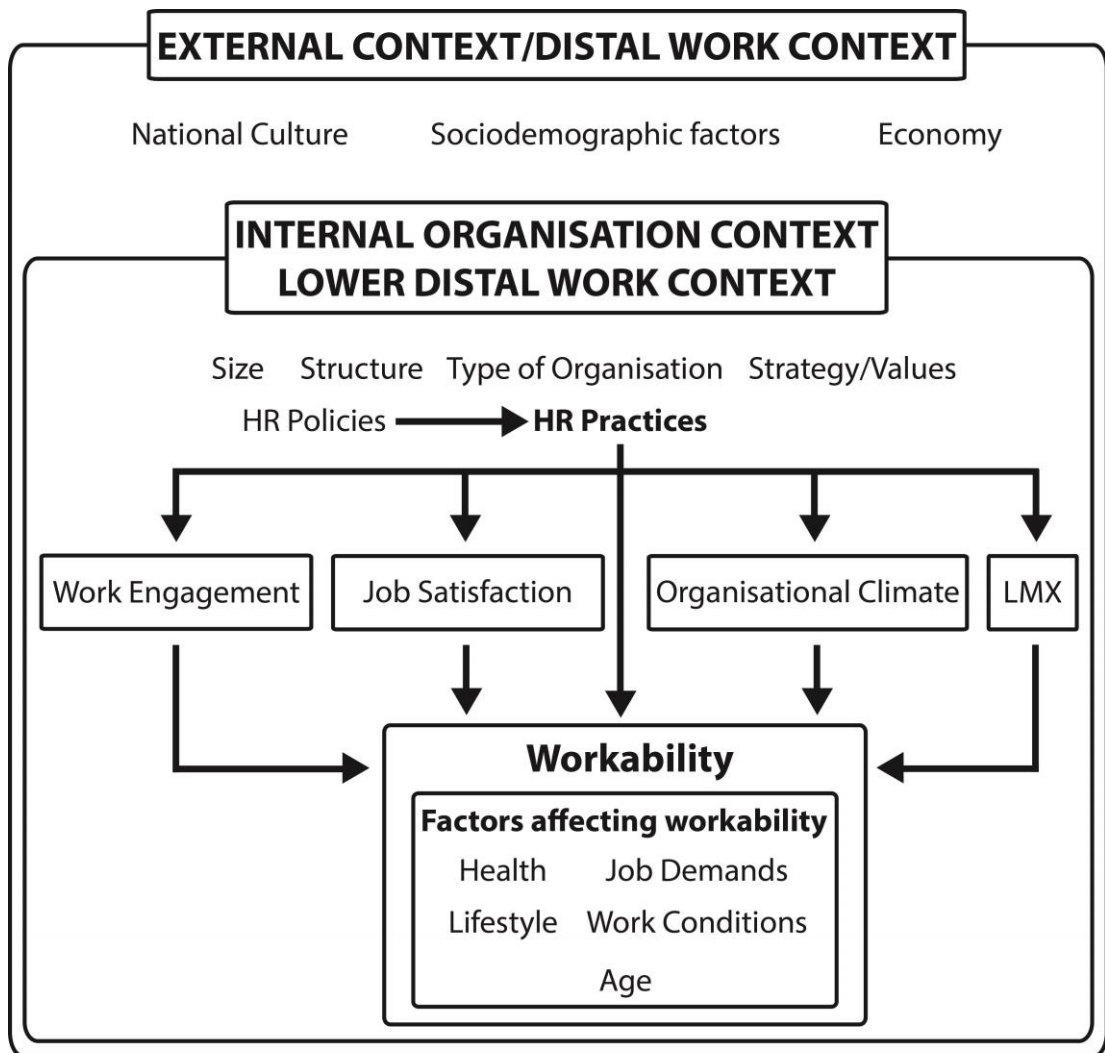 EXTERNAL CONTEXT/DISTAL WORK CONTEXT
National Culture Sociodemographic factors Economy
INTERNAL ORGANISATION CONTEXT
LOWER DISTAL WORK CONTEXT
Size Structure Type of Organisation Strategy/Values
HR Policies HR Practices
Work Engagement Job Satisfaction Organisational Climate LMX
Workability
Factors affecting workability
Health Job Demands
Lifestyle Work Conditions
Age